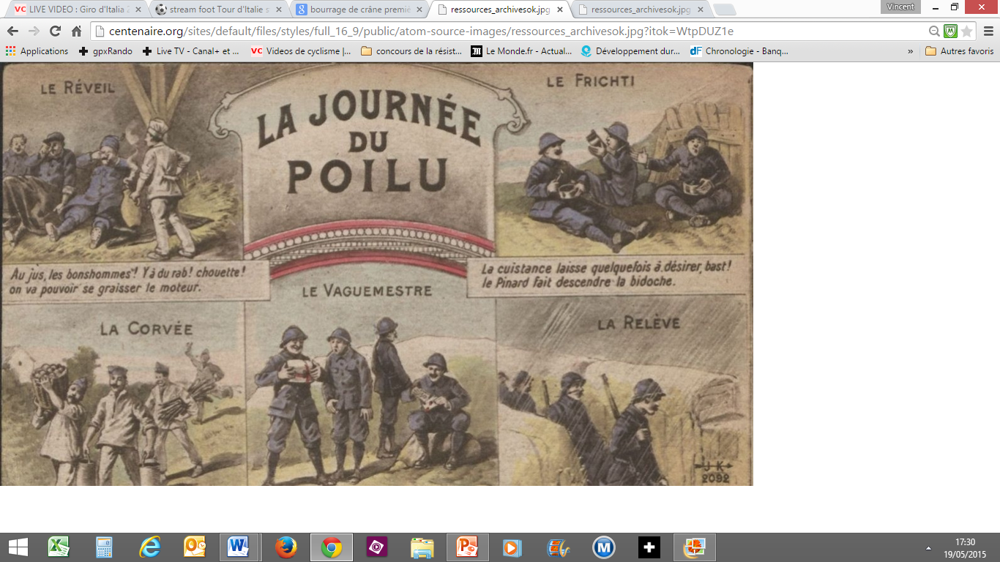 LIVE VIDEO : Giro d'Italia 2
stream foot Tour d'Italie s
bourrage de crâne premiè
ressources_archivesok.jpg
ressources_archivesok.jpg
Vincent
centenaire.org/sites/default/files/styles/full_16_9/public/atom-source-images/ressources_archivesok.jpg?itok=WtpDUZ1e
Applications
gpxRando
Live TV - Canal+ et ...
Videos de cyclisme |...
concours de la résist...
Le Monde.fr - Actual...
Développement dur...
Chronologie - Banq...
»
Autres favoris
LE RÉVEIL
LA JOURNÉE
DU
POILU
LE FRICHTI
Au jus, les bonshommes! Y à du rab! chouette!
on va pouvoir se graisser le moteur.
La cuistance laisse quelquefois à désirer, bast!
le Pinard fait descendre la bidoche.
LA CORVÉE
LE VAGUEMESTRE
LA RELÈVE
J K
2092
17:30
19/05/2015